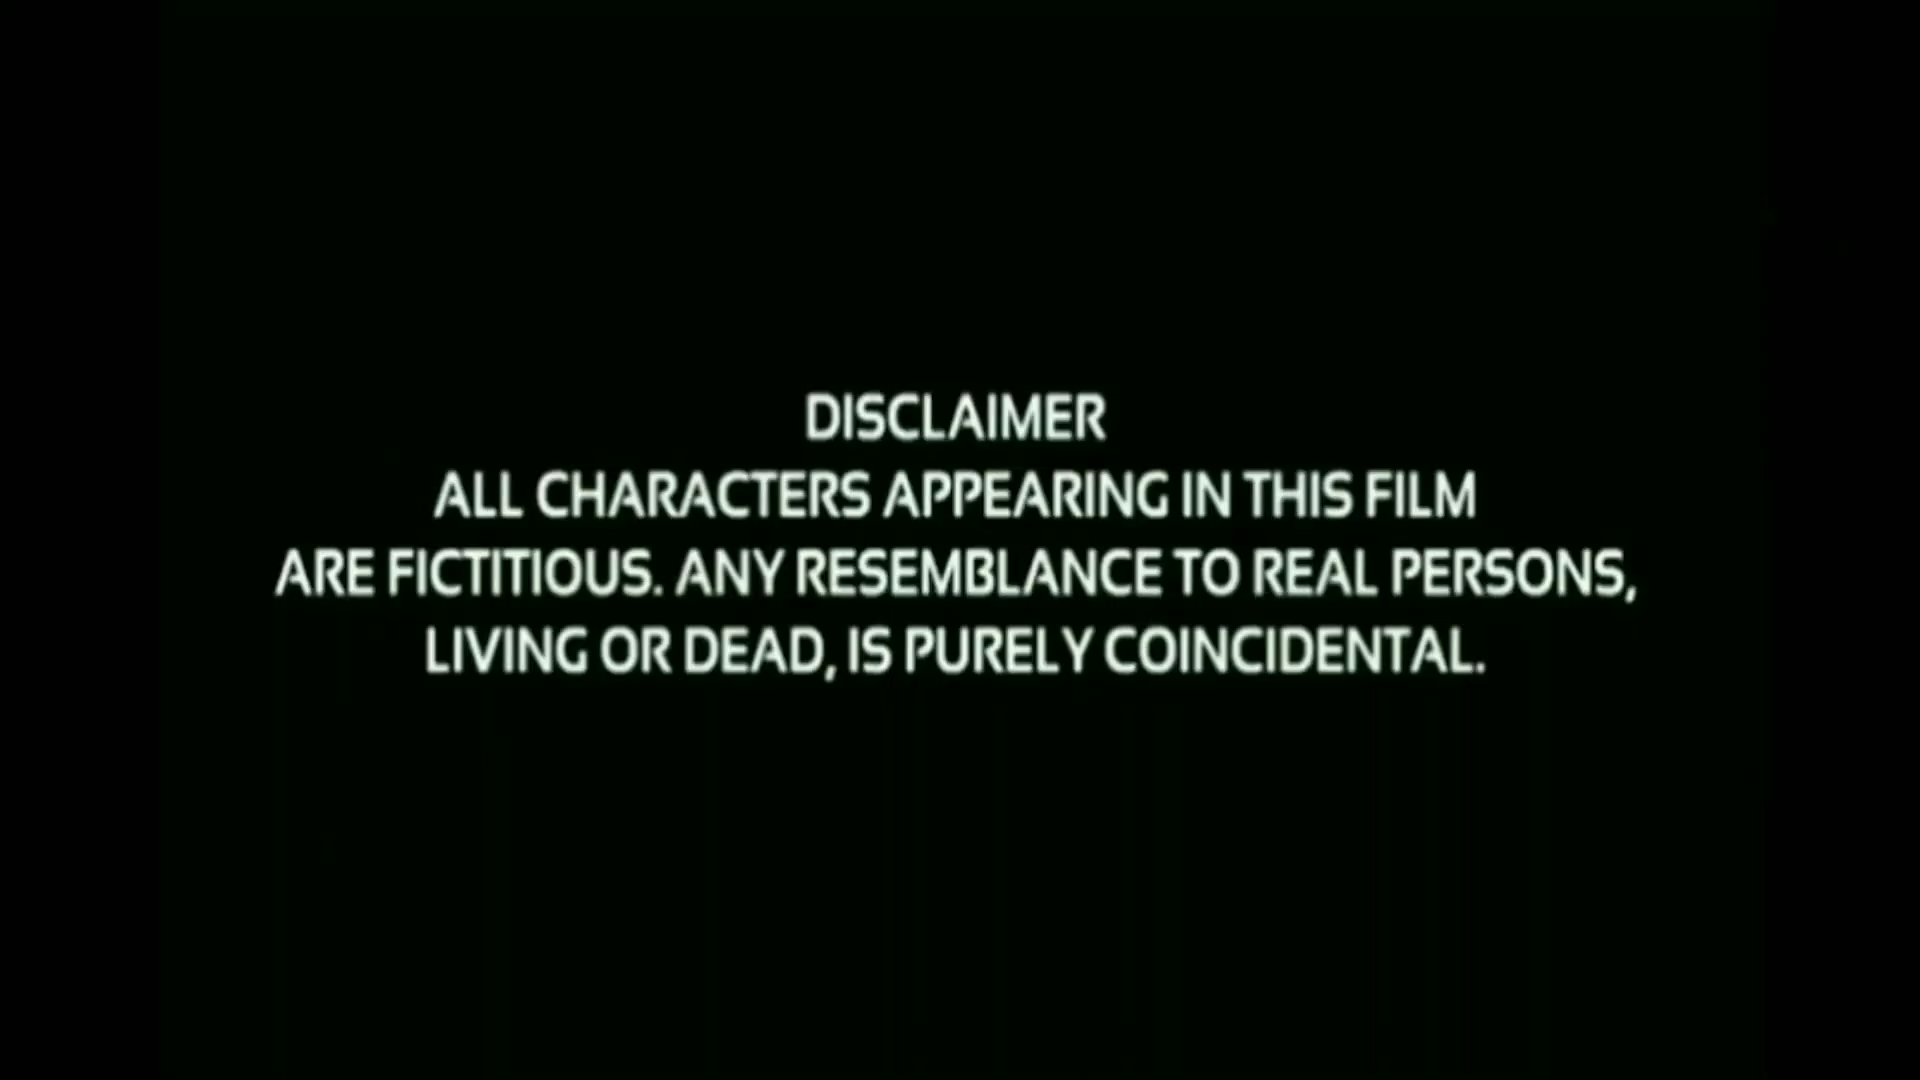 DISCLAIMER
ALL CHARACTERS APPEARING IN THIS FILM
ARE FICTITIOUS. ANY RESEMBLANCE TO REAL PERSONS,
LIVING OR DEAD, IS PURELY COINCIDENTAL.